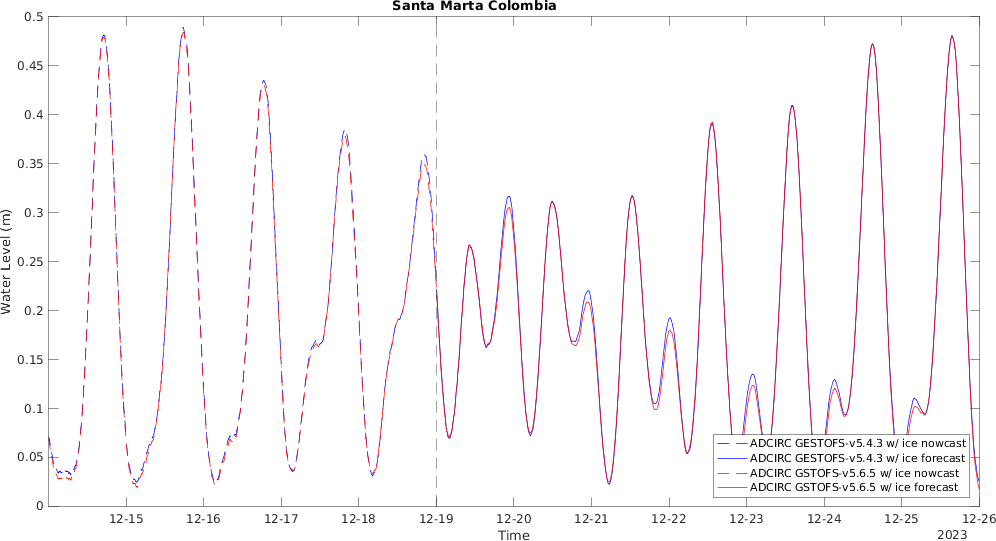 Santa Marta Colombia
Water Level (m)
0.5
0.45
0.4
0.35
0.3
0.25
0.2
0.15
0.1
0.05
0
ADCIRC GESTOFS-v5.4.3 w/ ice nowcast
ADCIRC GESTOFS-v5.4.3 w/ ice forecast
ADCIRC GSTOFS-v5.6.5 w/ ice nowcast
ADCIRC GSTOFS-v5.6.5 w/ ice forecast
12-15 12-16 12-17 12-18 12-19 12-20 12-21 12-22 12-23 12-24 12-25 12-26
Time
2023